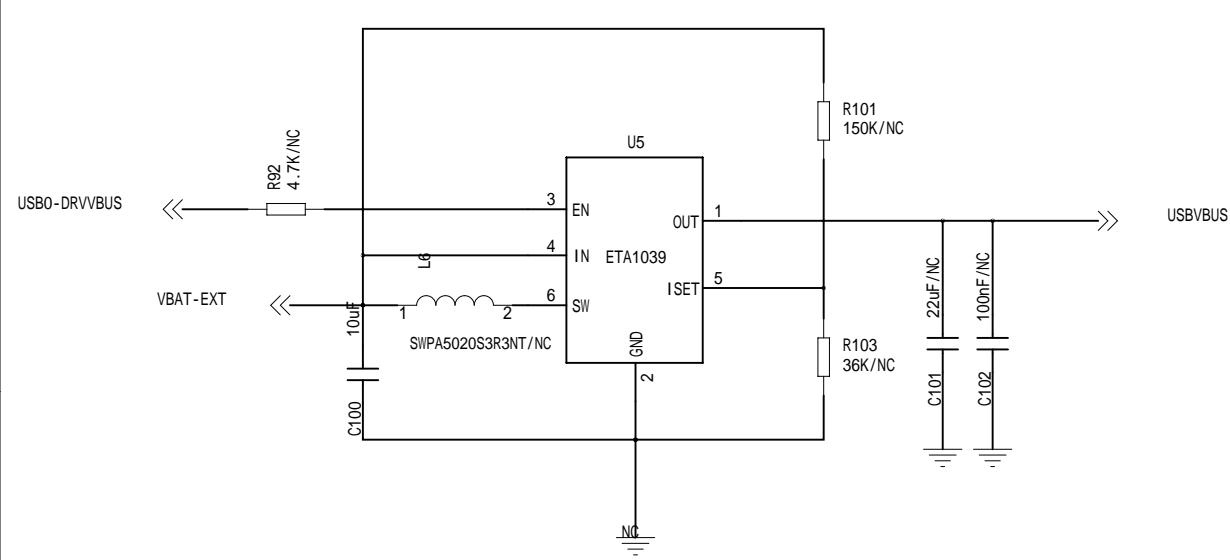 R101
150K/NC
U5
R92
4.7K/NC
USB0-DRVVBUS
3
EN
1
OUT
USBVBUS
4
IN
ETA1039
L6
5
ISET
VBAT-EXT
10uF
1
2
6
SW
SWPA5020S3R3NT/NC
22uF/NC
100nF/NC
GND
2
R103
36K/NC
C100
C101
C102
NC